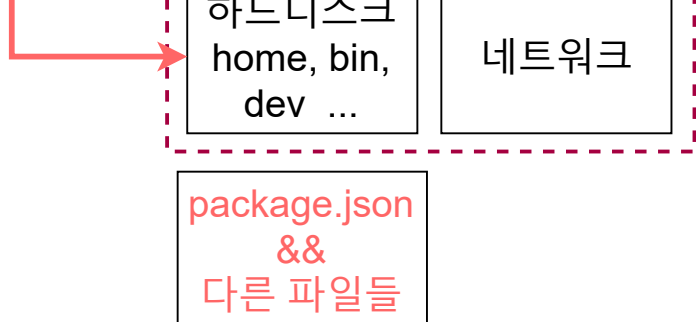 하드디스크
home, bin,
dev ...
네트워크
package.json
&&
다른 파일들